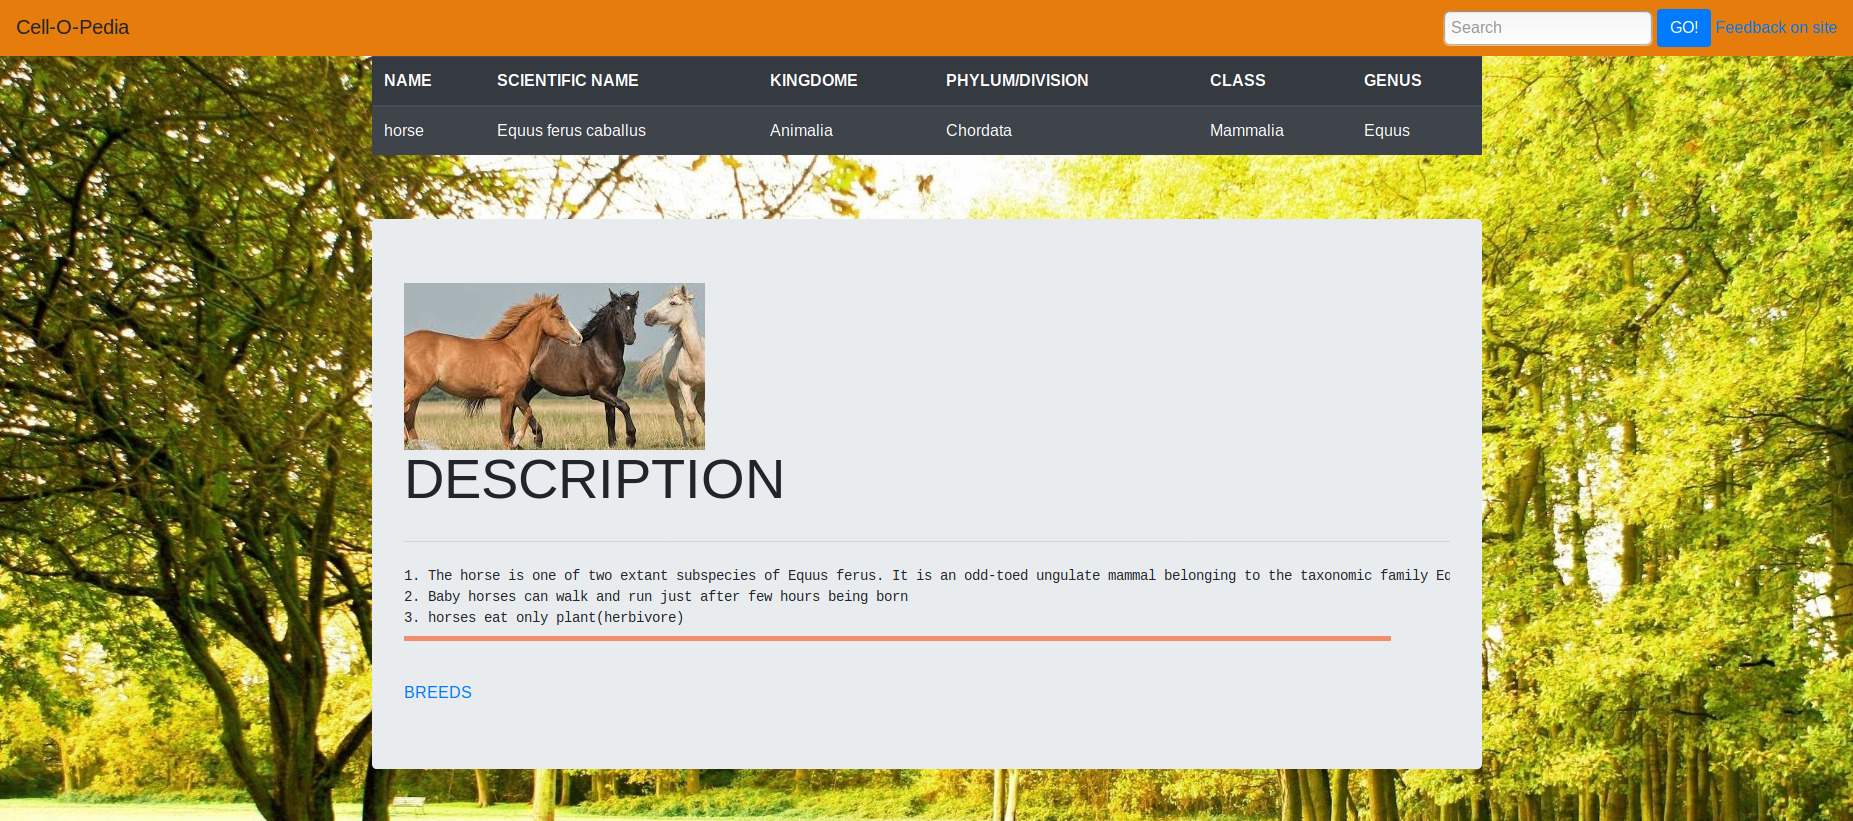 Cell-O-Pedia Search GO! Feedback on site
NAME SCIENTIFIC NAME KINGDOME PHYLUM/DIVISION CLASS GENUS
horse Equus ferus caballus Animalia Chordata Mammalia Equus
DESCRIPTION
1. The horse is one of two extant subspecies of Equus ferus. It is an odd-toed ungulate mammal belonging to the taxonomic family
2. Baby horses can walk and run just after few hours being born
3. horses eat only plant(herbivore)
BREEDS